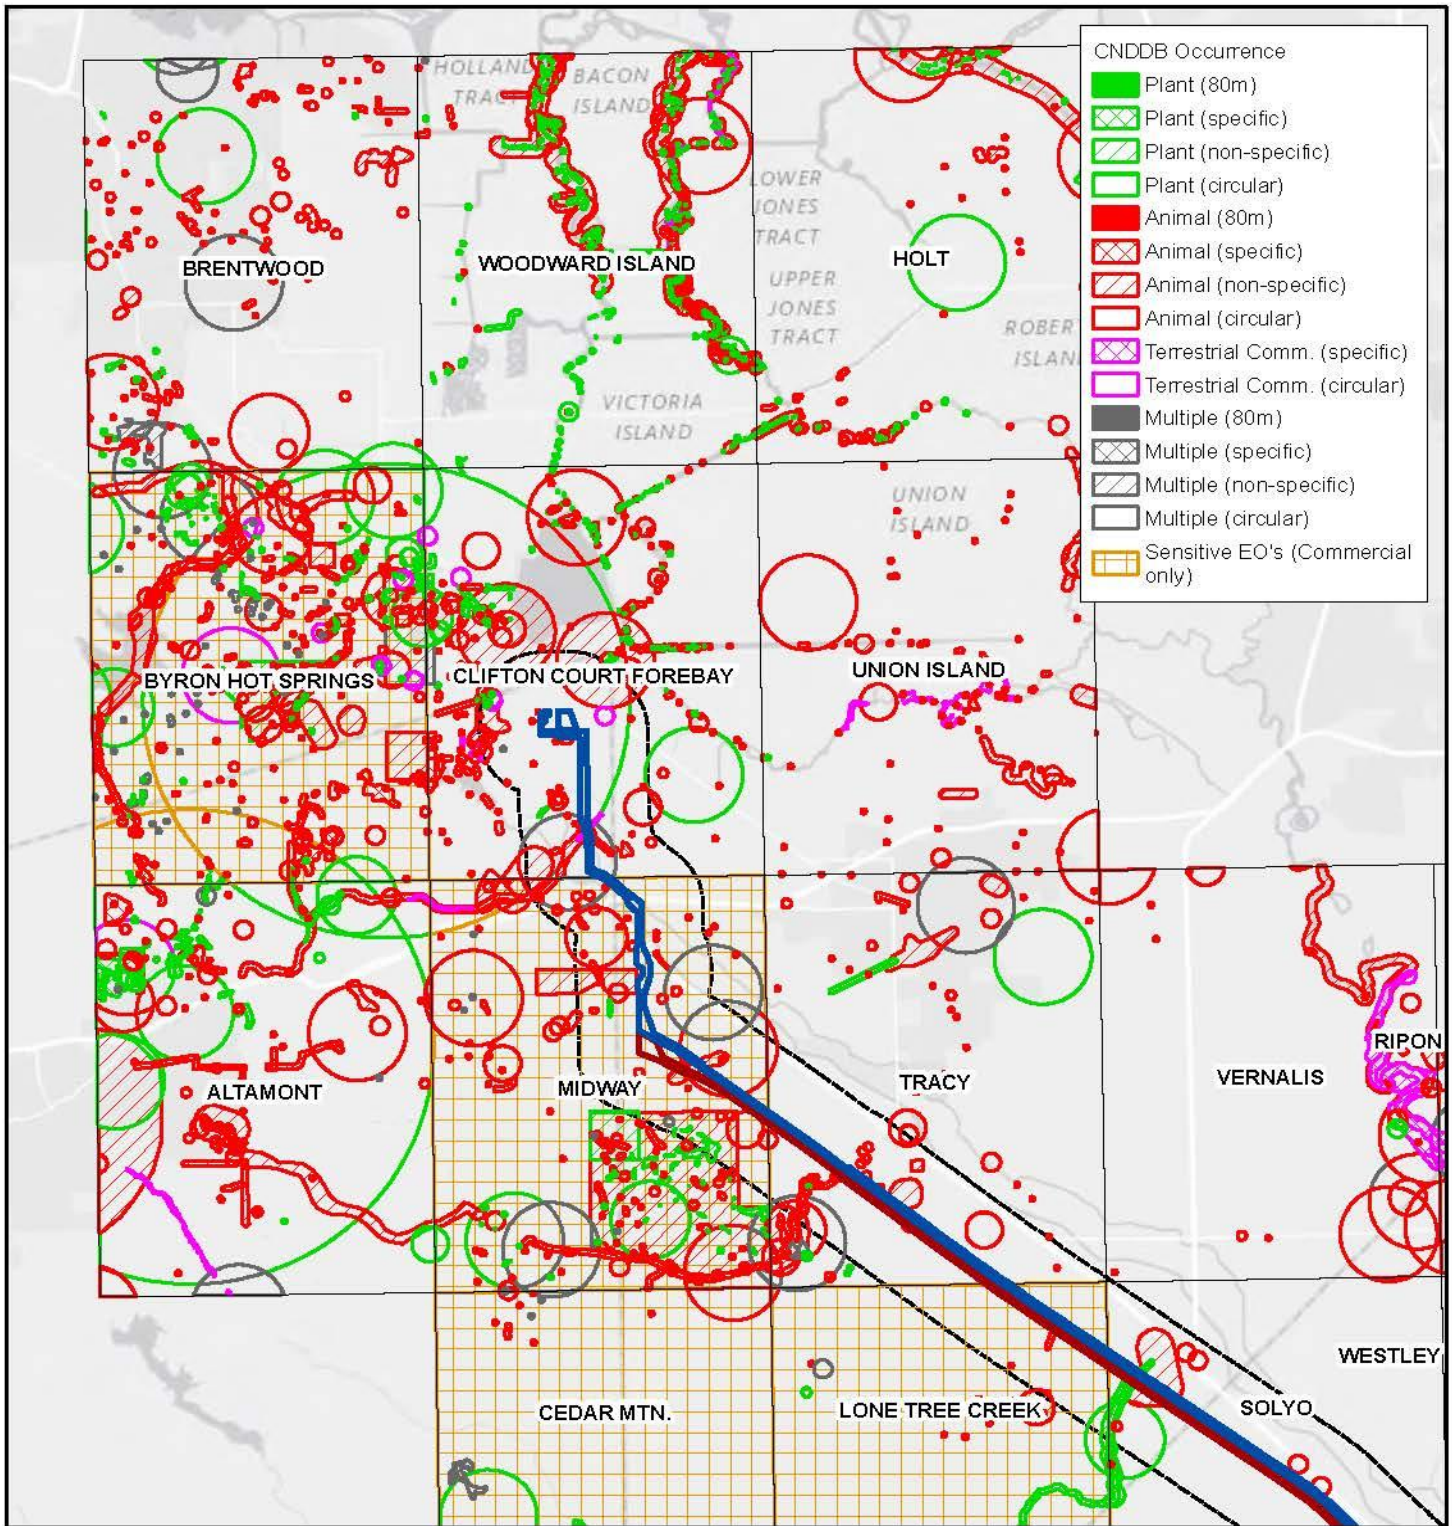 CNDDB Occurrence
Plant (80m)
Plant (specific)
Plant (non-specific)
Plant (circular)
Animal (80m)
Animal (specific)
Animal (non-specific)
Animal (circular)
Terrestrial Comm. (specific)
Terrestrial Comm. (circular)
Multiple (80m)
Multiple (specific)
Multiple (non-specific)
Multiple (circular)
Sensitive EO's (Commercial
only)
HOLLAND
BACON
ISLAND
LOWER
JONES
TRACT
BRENTWOOD
WOODWARD ISLAND
HOLT
UPPER
JONES
TRACT
VICTORIA
ISLAND
UNION
ISLAND
BYRON HOT SPRINGS
CLIFTON COURT FOREBAY
UNION ISLAND
ALTAMONT
MIDWAY
TRACY
VERNALIS
RIPON
CEDAR MTN.
LONE TREE CREEK
SOLYO
WESTLEY